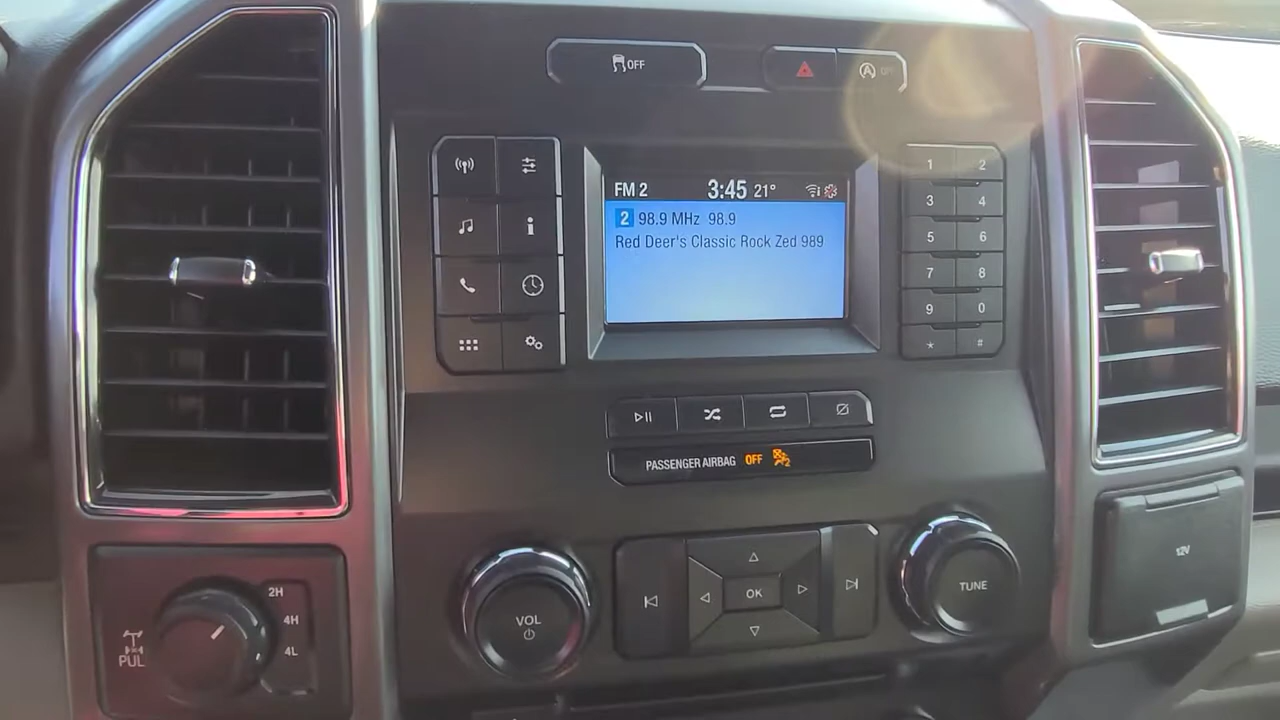 OFF
OFF
FM 2 3:45 21°
2 98.9 MHz 98.9
Red Deer's Classic Rock Zed 989
1 2
3 4
5 6
7 8
9 0
* #
PASSENGER AIRBAG OFF 2
12V
2H
4H
4L
PUL
VOL
OK
TUNE